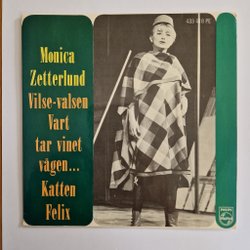 Monica
Zetterlund
Vilse-valsen
Vart
tar vinet
vägen...
Katten
Felix
PHILIPS